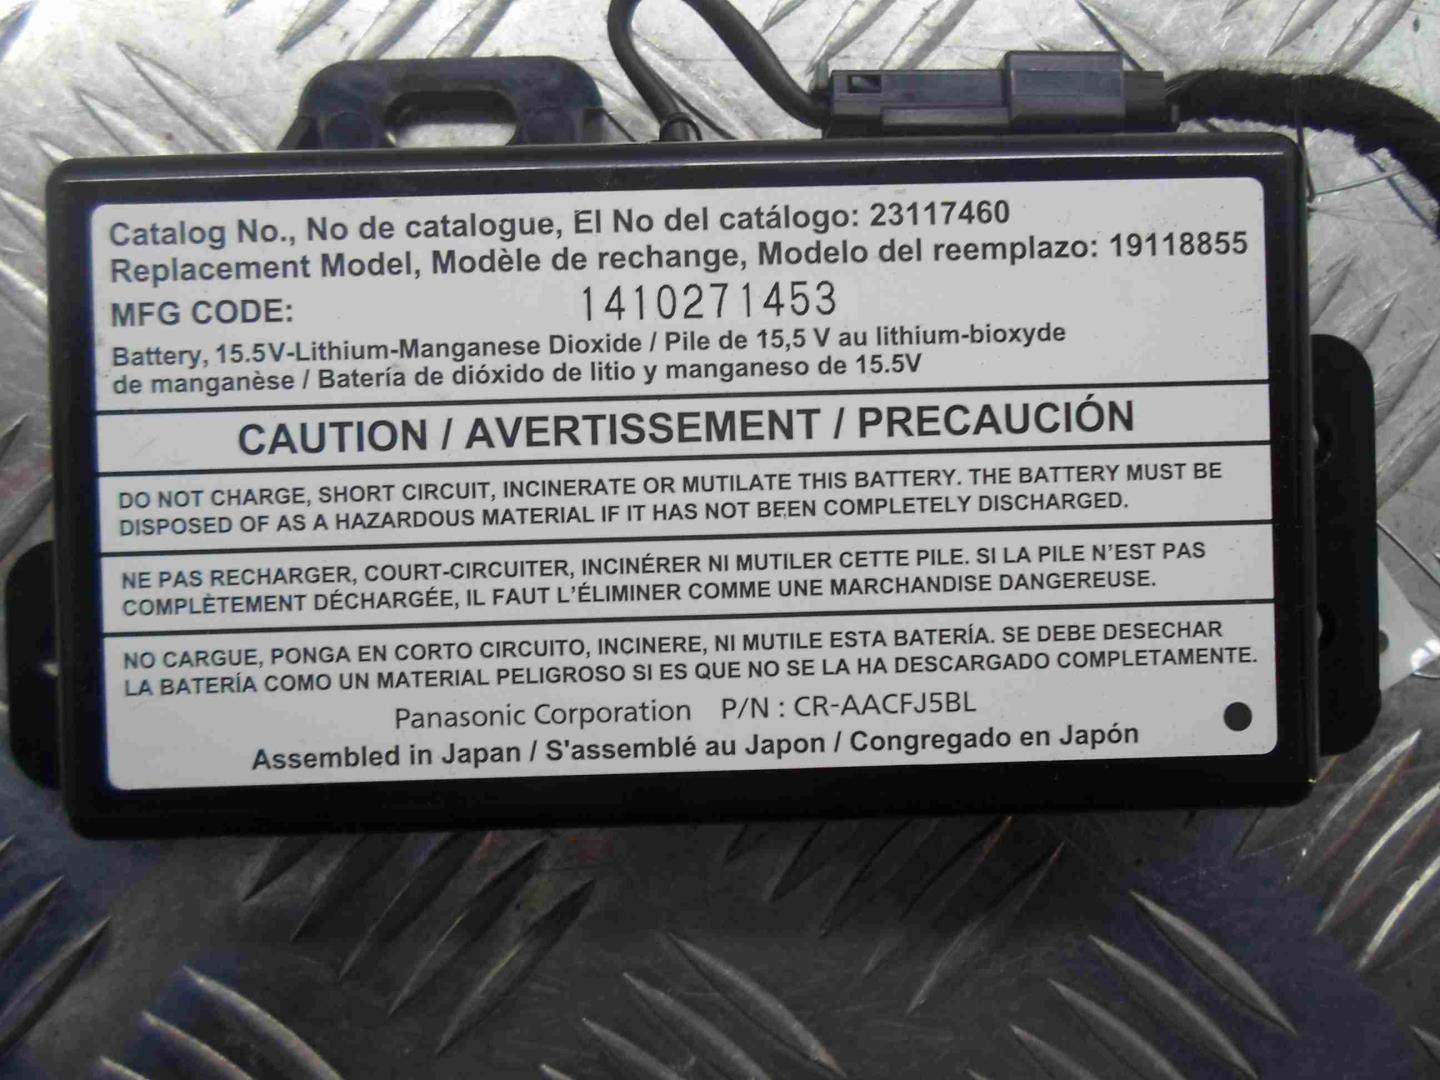 Catalog No., No de catalogue, El No del catálogo: 23117460
Replacement Model, Modèle de rechange, Modelo del reemplazo: 19118855
MFG CODE: 1410271453
Battery, 15.5V-Lithium-Manganese Dioxide / Pile de 15,5 V au lithium-bioxyde
de manganèse / Batería de dióxido de litio y manganeso de 15.5V
CAUTION / AVERTISSEMENT / PRECAUCIÓN
DO NOT CHARGE, SHORT CIRCUIT, INCINERATE OR MUTILATE THIS BATTERY. THE BATTERY MUST BE
DISPOSED OF AS A HAZARDOUS MATERIAL IF IT HAS NOT BEEN COMPLETELY DISCHARGED.
NE PAS RECHARGER, COURT-CIRCUITER, INCINÉRER NI MUTILER CETTE PILE. SI LA PILE N'EST PAS
COMPLÈTEMENT DÉCHARGÉE, IL FAUT L'ÉLIMINER COMME UNE MARCHANDISE DANGEREUSE.
NO CARGUE, PONGA EN CORTO CIRCUITO, INCINERE, NI MUTILE ESTA BATERÍA. SE DEBE DESECHAR
LA BATERÍA COMO UN MATERIAL PELIGROSO SI ES QUE NO SE LA HA DESCARGADO COMPLETAMENTE.
Panasonic Corporation P/N : CR-AACFJ5BL
Assembled in Japan / S'assemblé au Japon / Congregado en Japón